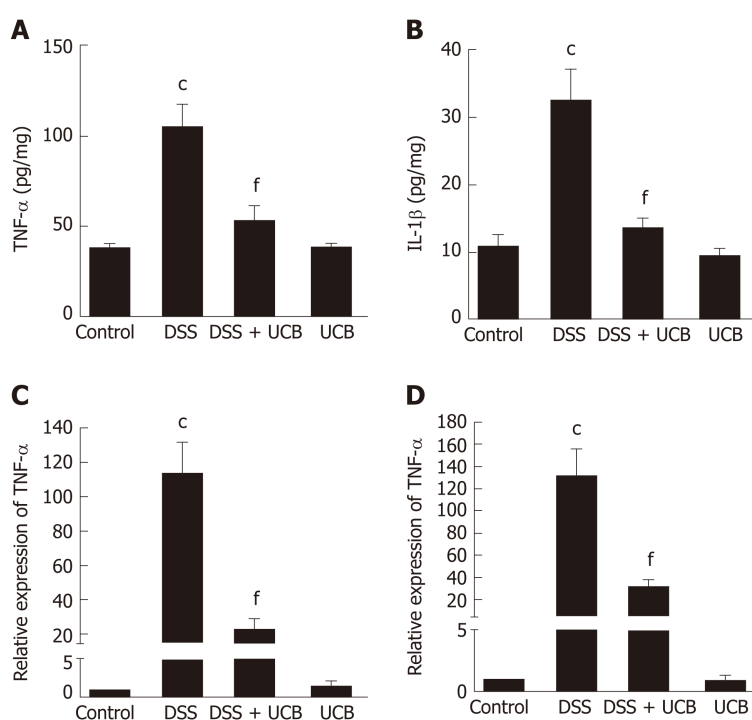 A
TNF-α (pg/mg)
150
100
50
0
c
f
Control DSS DSS + UCB UCB
B
IL-1β (pg/mg)
40
30
20
10
0
c
f
Control DSS DSS + UCB UCB
C
Relative expression of TNF-α
140
120
100
80
60
40
20
5
0
c
f
Control DSS DSS + UCB UCB
D
Relative expression of TNF-α
180
160
140
120
100
80
60
40
20
5
0
c
f
Control DSS DSS + UCB UCB